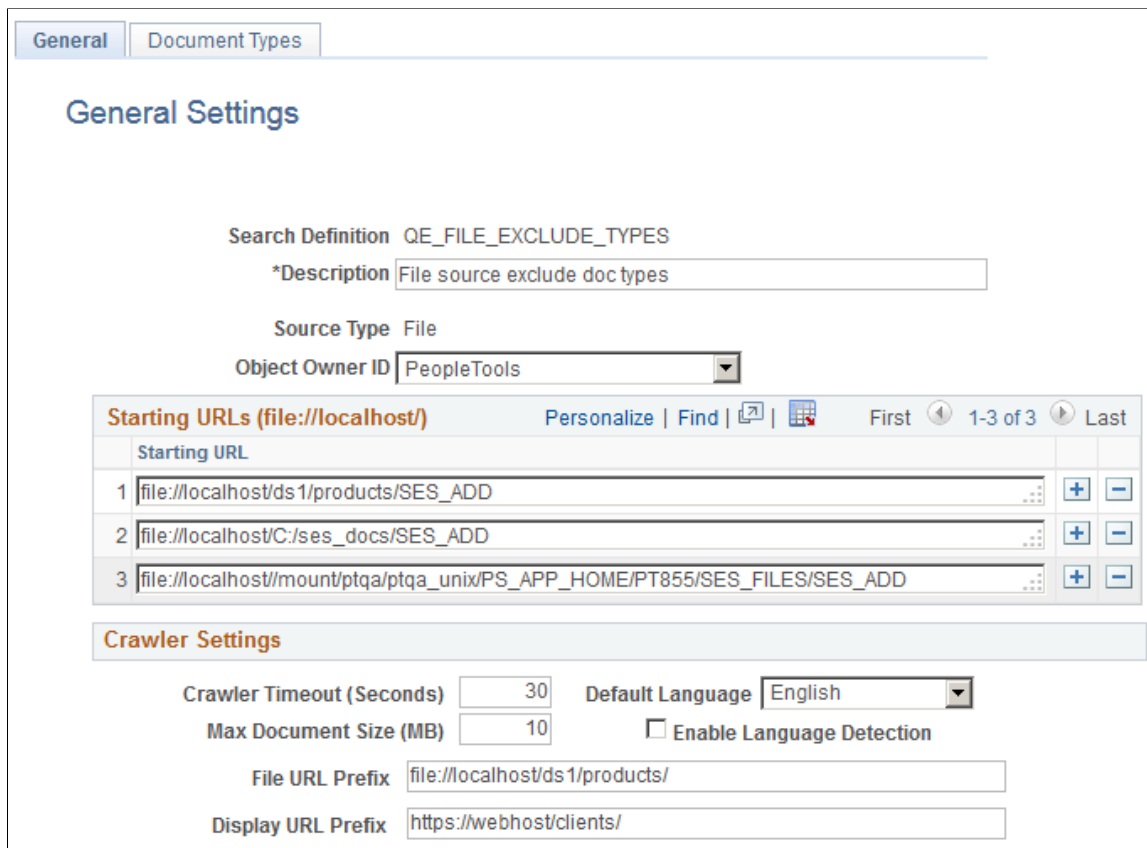 General Document Types
General Settings
Search Definition QE_FILE_EXCLUDE_TYPES
*Description File source exclude doc types
Source Type File
Object Owner ID PeopleTools
Starting URLs (file://localhost/) Personalize | Find | | First 1-3 of 3 Last
Starting URL
1 file://localhost/ds1/products/SES_ADD
2 file://localhost/C:/ses_docs/SES_ADD
3 file://localhost//mount/ptqa/ptqa_unix/PS_APP_HOME/PT855/SES_FILES/SES_ADD
Crawler Settings
Crawler Timeout (Seconds) 30 Default Language English
Max Document Size (MB) 10 Enable Language Detection
File URL Prefix file://localhost/ds1/products/
Display URL Prefix https://webhost/clients/